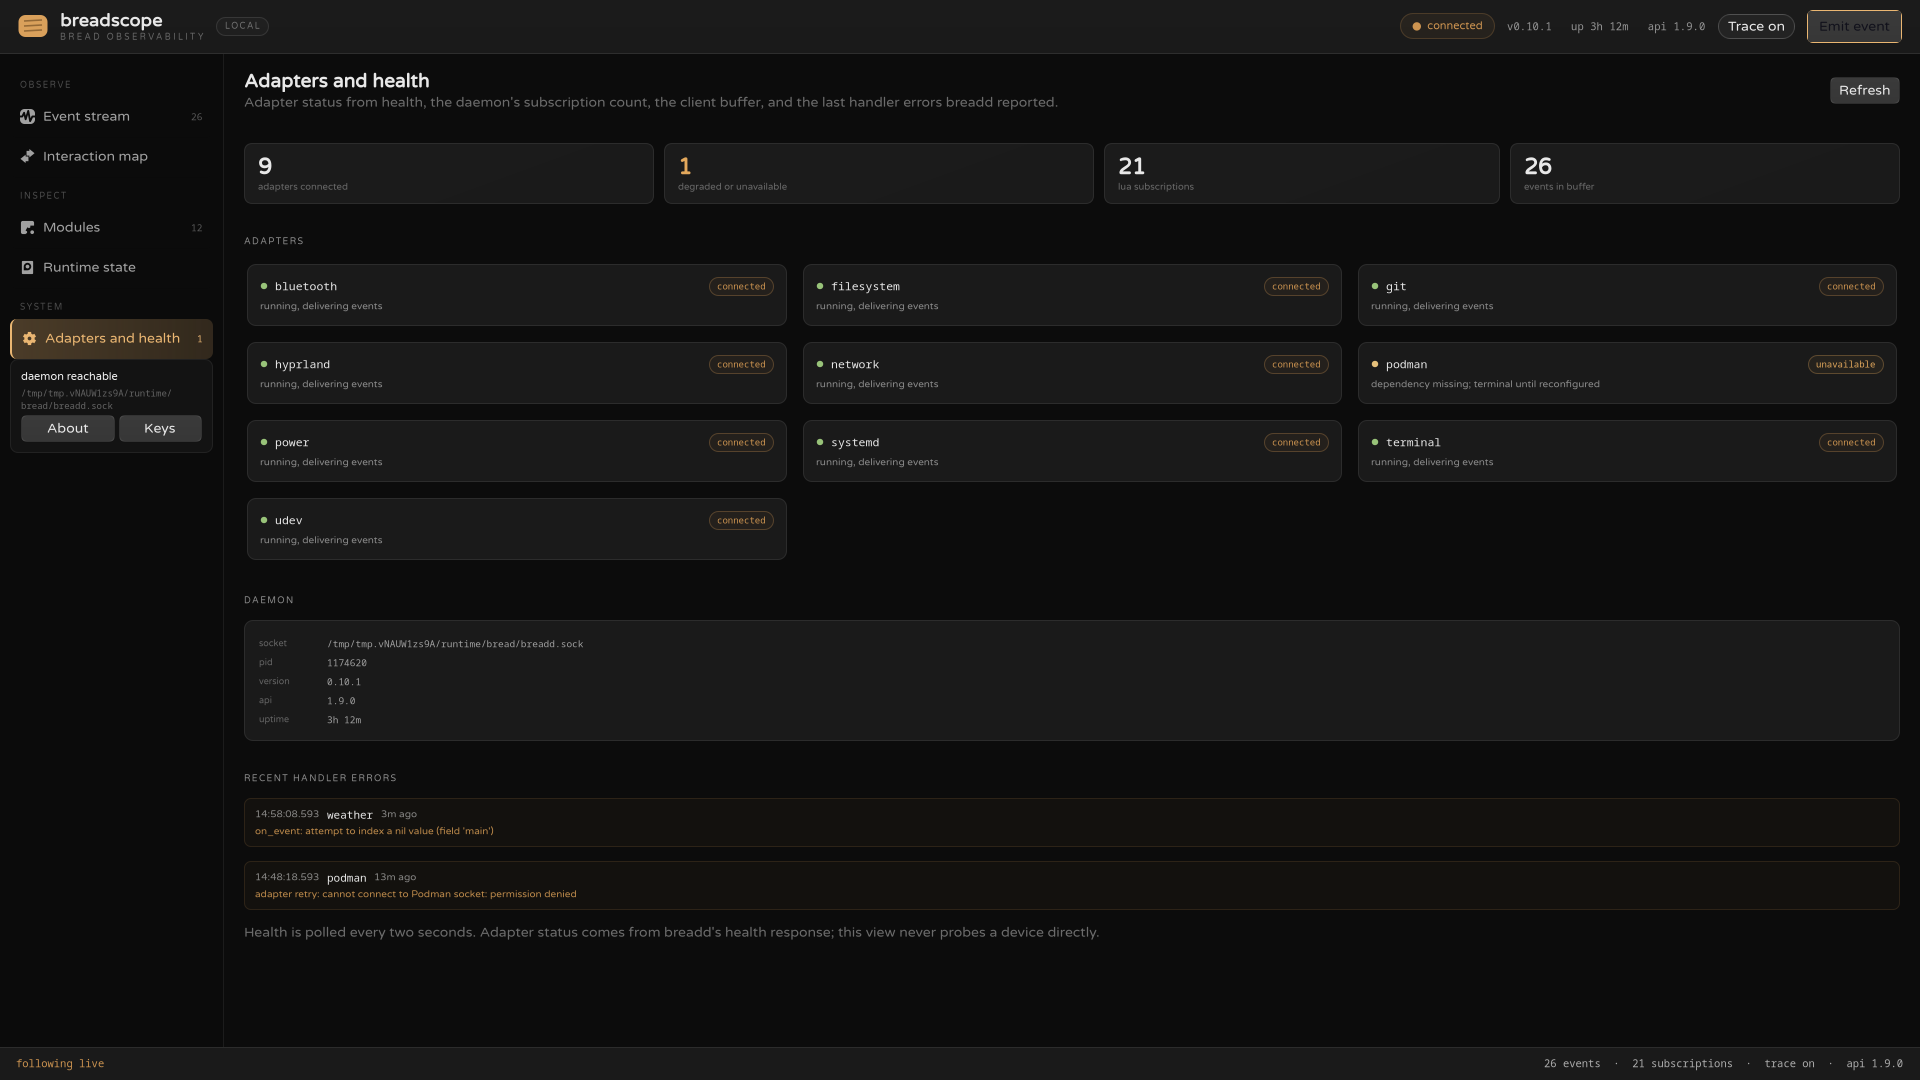 breadscope
BREAD OBSERVABILITY
LOCAL
connected
v0.10.1
up 3h 12m
api 1.9.0
Trace on
Emit event
OBSERVE
Event stream 26
Interaction map
INSPECT
Modules 12
Runtime state
SYSTEM
Adapters and health 1
daemon reachable
/tmp/tmp.vNAUW1zs9A/runtime/
bread/breadd.sock
About
Keys
Adapters and health
Adapter status from health, the daemon's subscription count, the client buffer, and the last handler errors breadd reported.
Refresh
9
adapters connected
1
degraded or unavailable
21
lua subscriptions
26
events in buffer
ADAPTERS
bluetooth connected
running, delivering events
filesystem connected
running, delivering events
git connected
running, delivering events
hyprland connected
running, delivering events
network connected
running, delivering events
podman unavailable
dependency missing; terminal until reconfigured
power connected
running, delivering events
systemd connected
running, delivering events
terminal connected
running, delivering events
udev connected
running, delivering events
DAEMON
socket /tmp/tmp.vNAUW1zs9A/runtime/bread/breadd.sock
pid 1174620
version 0.10.1
api 1.9.0
uptime 3h 12m
RECENT HANDLER ERRORS
14:58:08.593 weather 3m ago
on_event: attempt to index a nil value (field 'main')
14:48:18.593 podman 13m ago
adapter retry: cannot connect to Podman socket: permission denied
Health is polled every two seconds. Adapter status comes from breadd's health response; this view never probes a device directly.
following live
26 events · 21 subscriptions · trace on · api 1.9.0